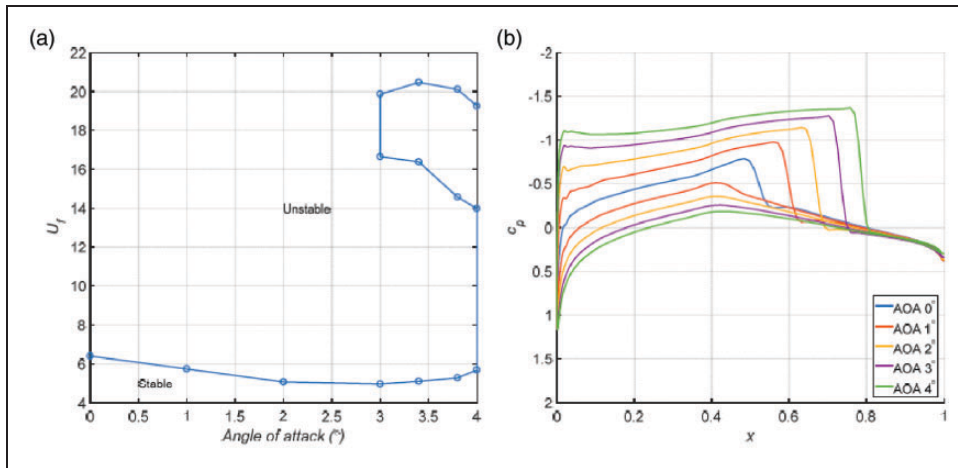 (a)
22
20
18
16
14
12
10
8
6
4
U_f
Unstable
Stable
0 0.5 1 1.5 2 2.5 3 3.5 4
Angle of attack (°)
(b)
-2
-1.5
-1
-0.5
0
0.5
1
1.5
2
c_p
AOA 0°
AOA 1°
AOA 2°
AOA 3°
AOA 4°
0 0.2 0.4 0.6 0.8 1
x